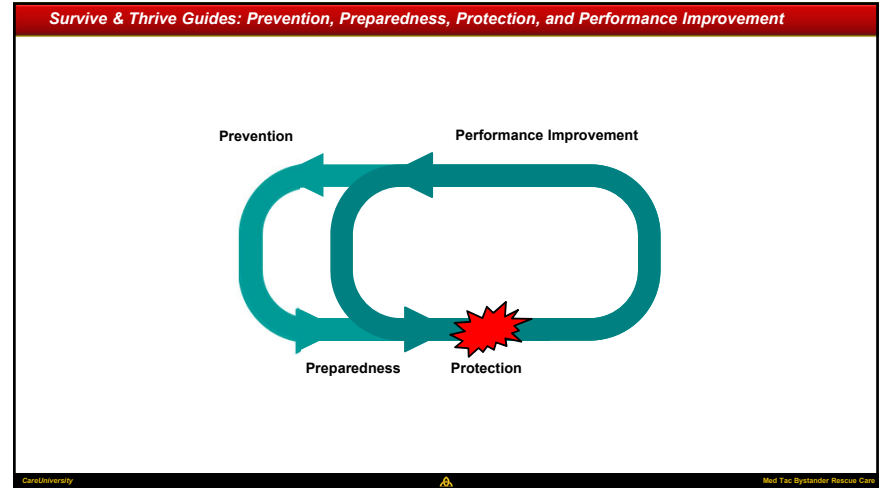 Survive & Thrive Guides: Prevention, Preparedness, Protection, and Performance Improvement
Prevention
Performance Improvement
Preparedness
Protection
CareUniversity
Med Tac Bystander Rescue Care